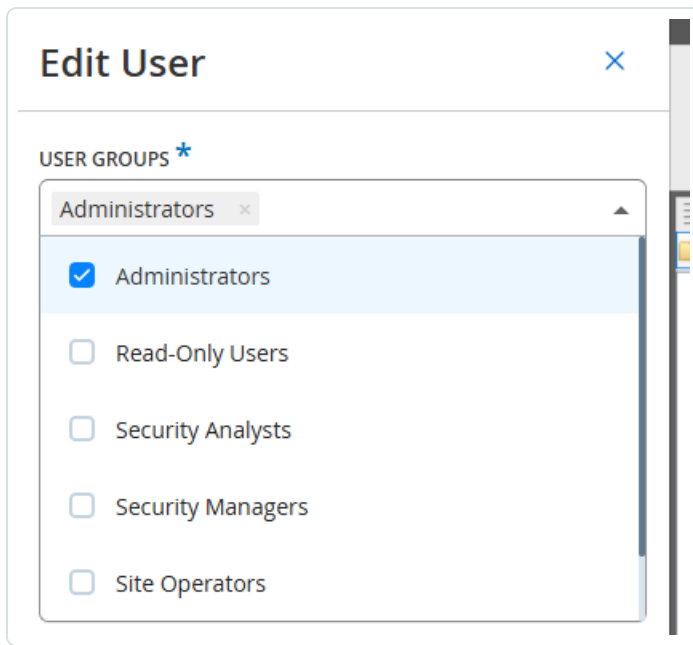 Edit User
USER GROUPS *
Administrators ×
Administrators
Read-Only Users
Security Analysts
Security Managers
Site Operators